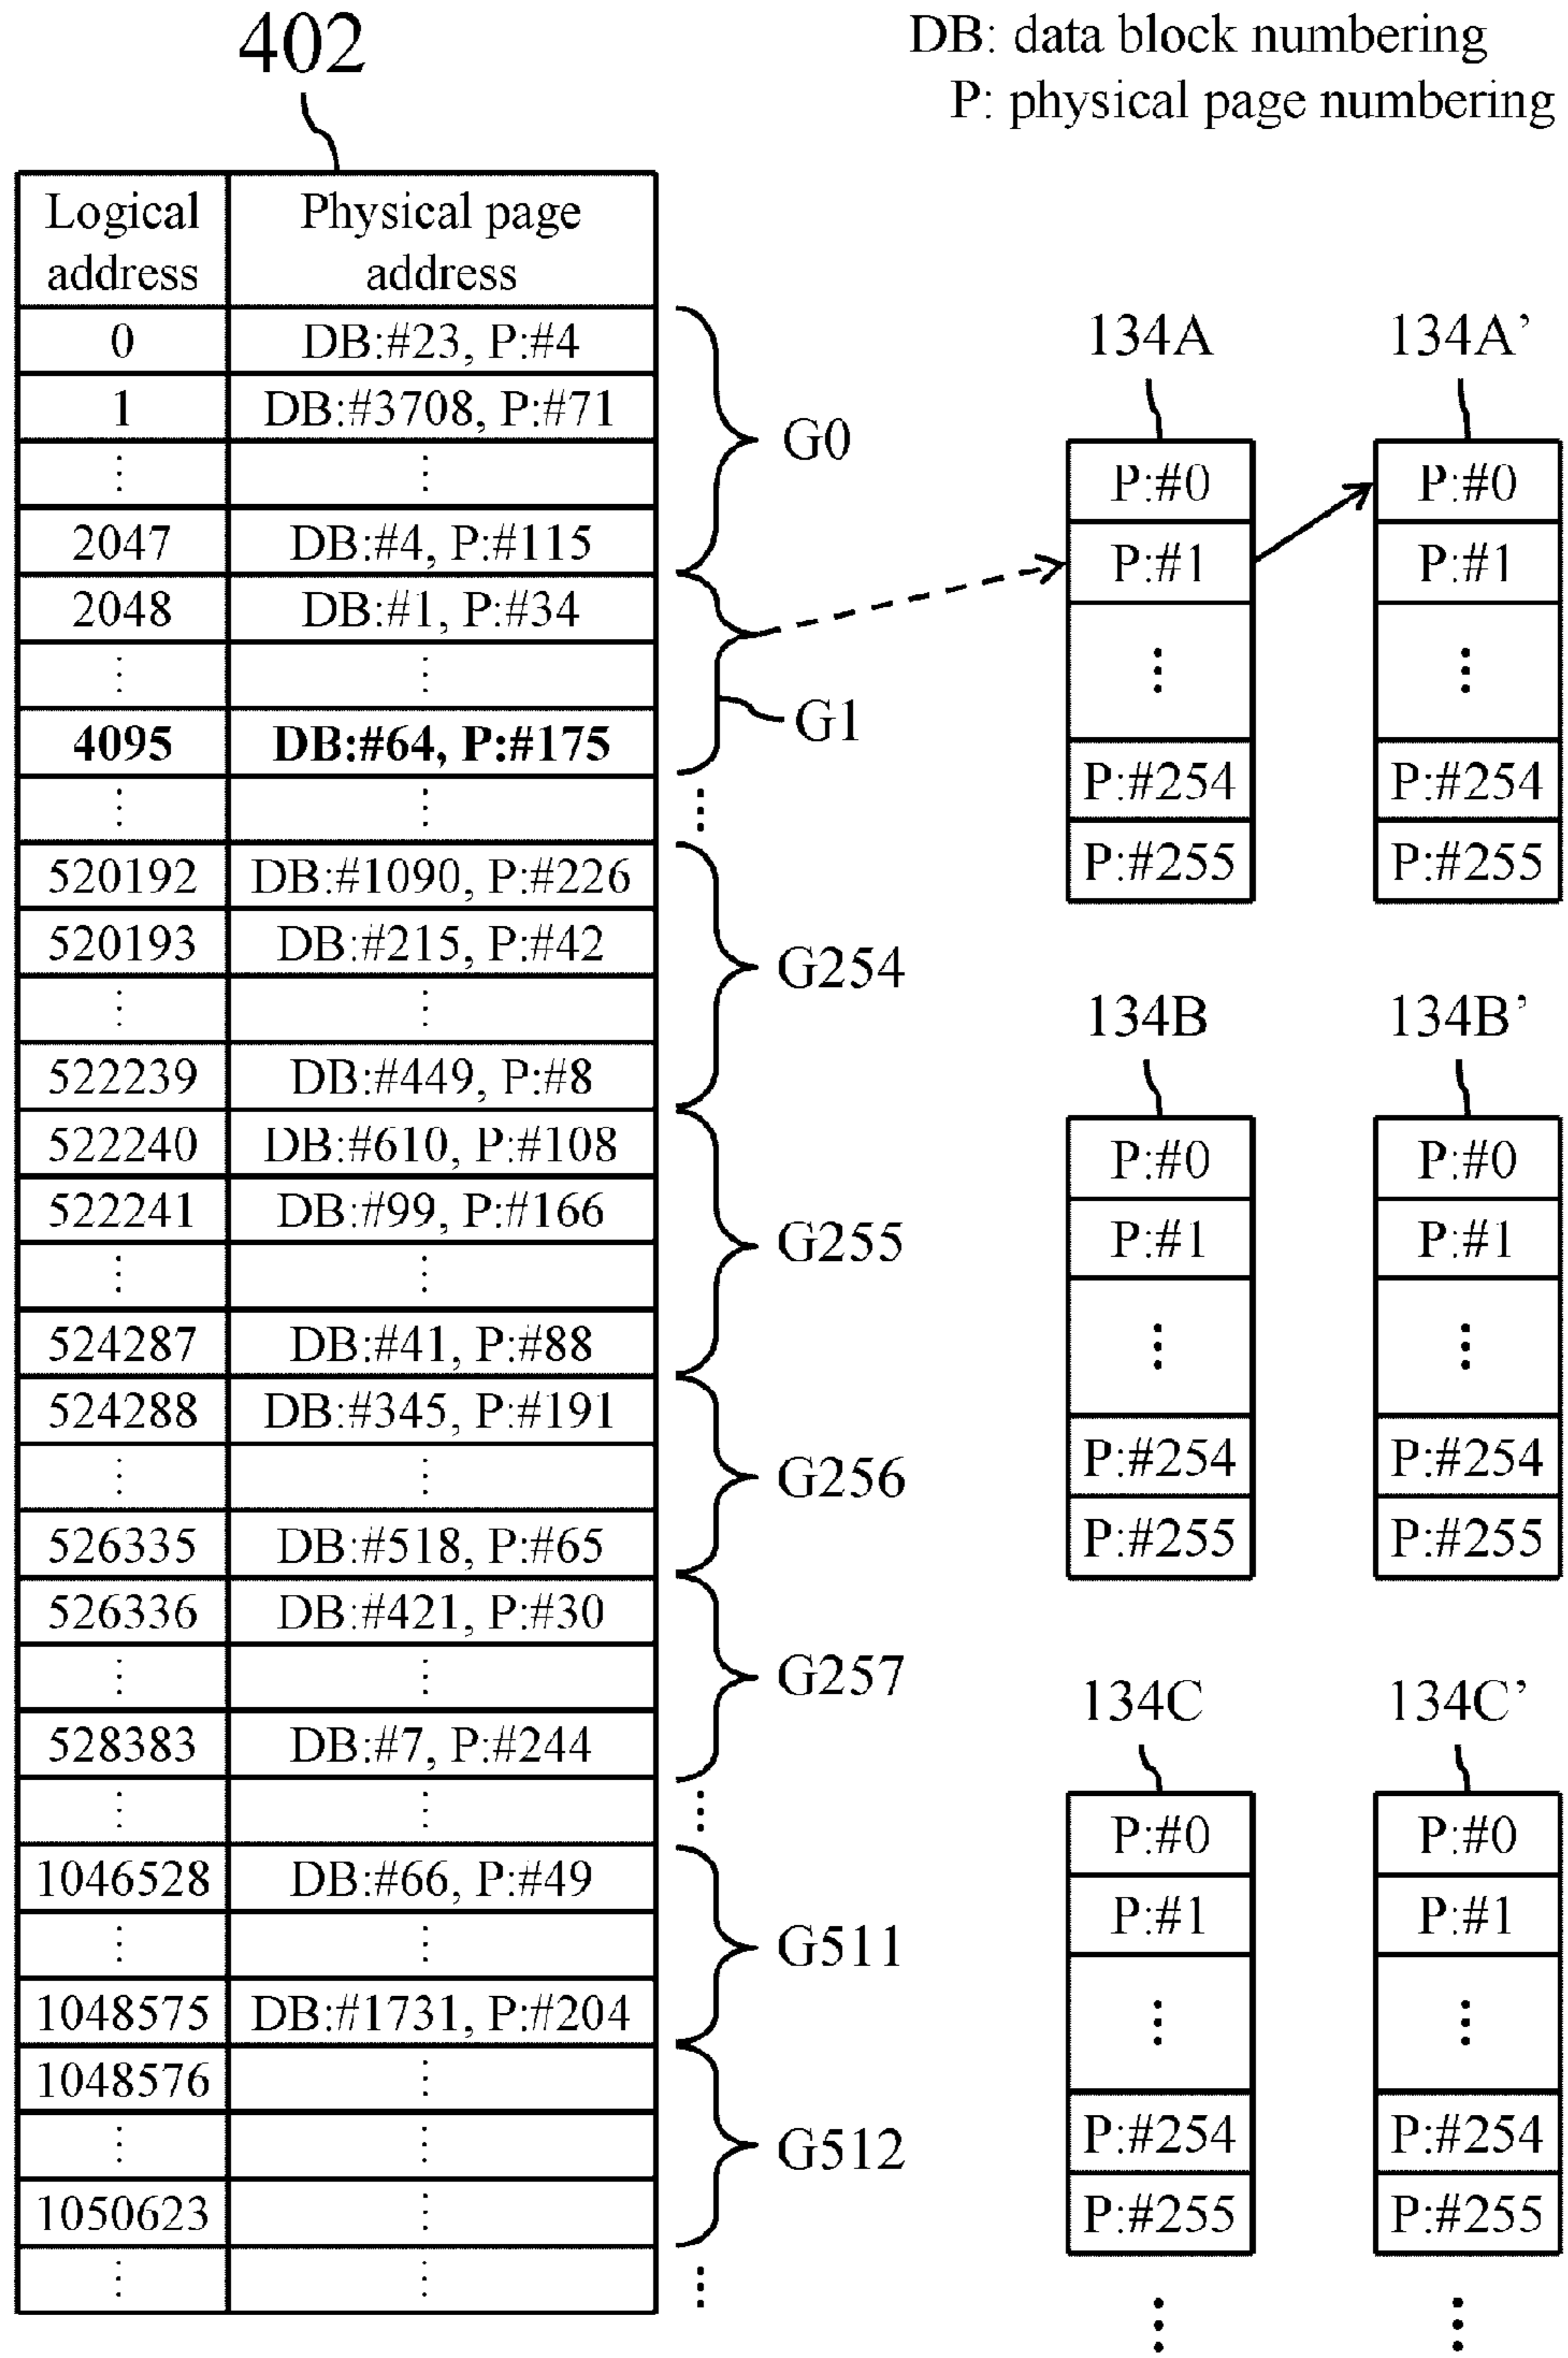 402
DB: data block numbering
P: physical page numbering
Logical address | Physical page address
0 | DB:#23, P:#4
1 | DB:#3708, P:#71
⋮ | ⋮
2047 | DB:#4, P:#115
2048 | DB:#1, P:#34
⋮ | ⋮
4095 | DB:#64, P:#175
⋮ | ⋮
520192 | DB:#1090, P:#226
520193 | DB:#215, P:#42
⋮ | ⋮
522239 | DB:#449, P:#8
522240 | DB:#610, P:#108
522241 | DB:#99, P:#166
⋮ | ⋮
524287 | DB:#41, P:#88
524288 | DB:#345, P:#191
⋮ | ⋮
526335 | DB:#518, P:#65
526336 | DB:#421, P:#30
⋮ | ⋮
528383 | DB:#7, P:#244
⋮ | ⋮
1046528 | DB:#66, P:#49
⋮ | ⋮
1048575 | DB:#1731, P:#204
1048576 | ⋮
⋮ | ⋮
1050623 | ⋮
⋮ | ⋮
G0
G1
⋮
G254
G255
G256
G257
⋮
G511
G512
⋮
134A
P:#0
P:#1
⋮
P:#254
P:#255
134A’
P:#0
P:#1
⋮
P:#254
P:#255
134B
P:#0
P:#1
⋮
P:#254
P:#255
134B’
P:#0
P:#1
⋮
P:#254
P:#255
134C
P:#0
P:#1
⋮
P:#254
P:#255
⋮
134C’
P:#0
P:#1
⋮
P:#254
P:#255
⋮